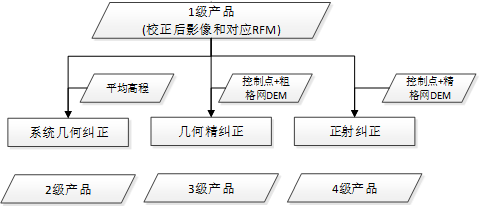 1级产品
(校正后影像和对应RFM)
平均高程
控制点+粗
格网DEM
控制点+精
格网DEM
系统几何纠正
几何精纠正
正射纠正
2级产品
3级产品
4级产品